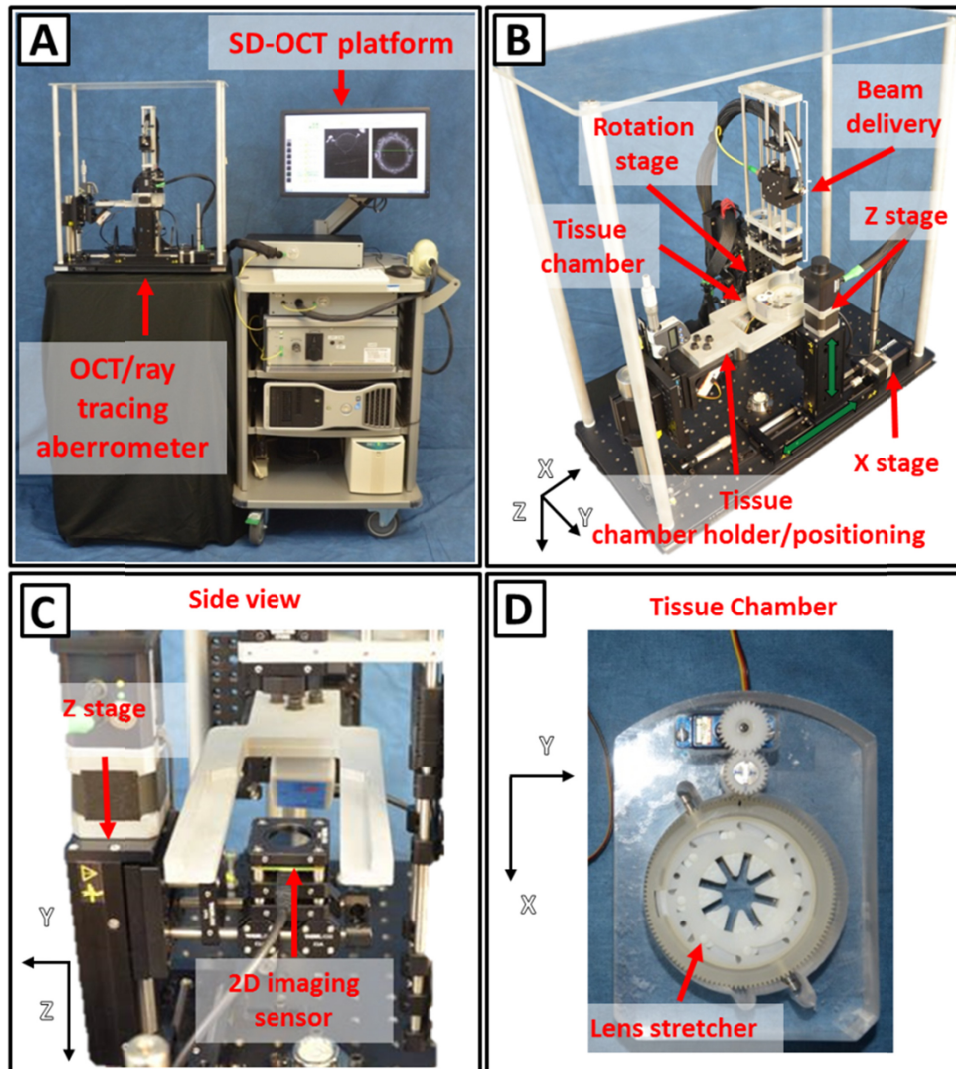 A
SD-OCT platform
OCT/ray
tracing
aberrometer
B
Beam
delivery
Rotation
stage
Z stage
Tissue
chamber
X stage
Tissue
chamber holder/positioning
X
Z
Y
C
Side view
Z stage
Y
Z
2D imaging
sensor
D
Tissue Chamber
Y
X
Lens stretcher